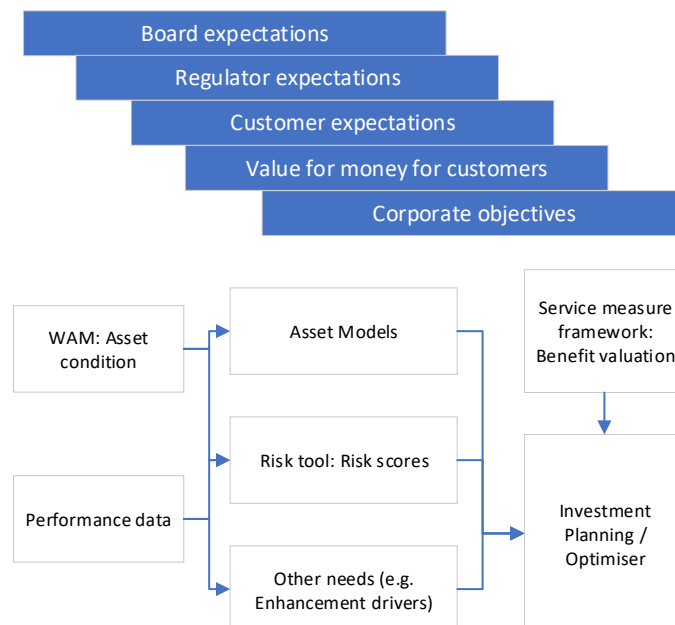 Board expectations
Regulator expectations
Customer expectations
Value for money for customers
Corporate objectives
WAM: Asset
condition
Asset Models
Service measure
framework:
Benefit valuation
Performance data
Risk tool: Risk scores
Other needs (e.g.
Enhancement drivers)
Investment
Planning /
Optimiser